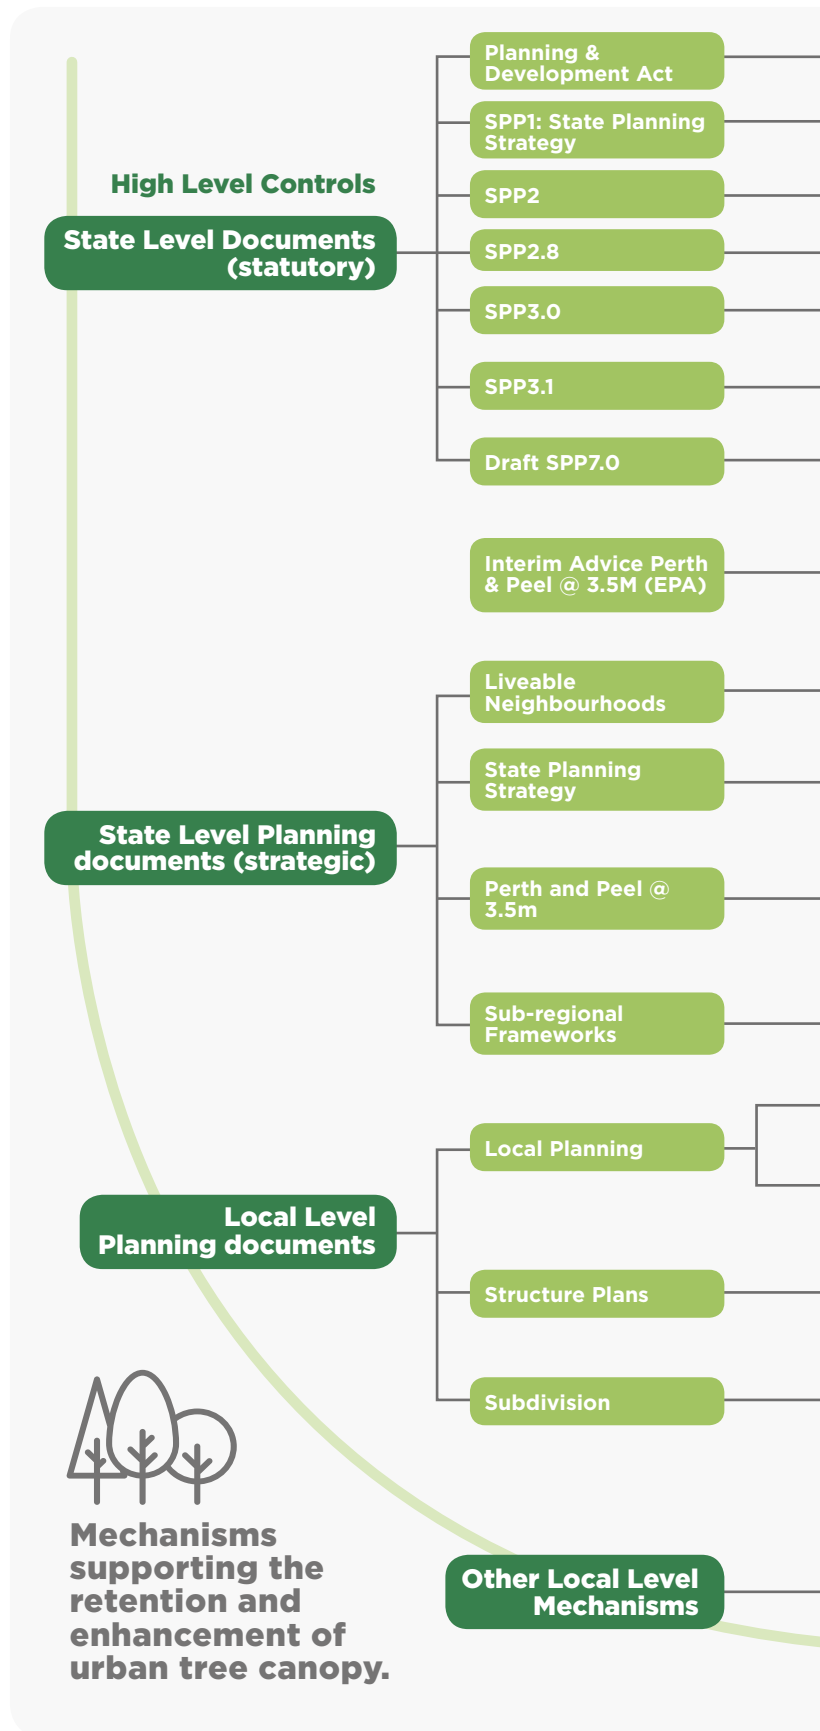 High Level Controls
State Level Documents
(statutory)
Planning &
Development Act
SPP1: State Planning
Strategy
SPP2
SPP2.8
SPP3.0
SPP3.1
Draft SPP7.0
Interim Advice Perth
& Peel @ 3.5M (EPA)
State Level Planning
documents (strategic)
Liveable
Neighbourhoods
State Planning
Strategy
Perth and Peel @
3.5m
Sub-regional
Frameworks
Local Level
Planning documents
Local Planning
Structure Plans
Subdivision
Other Local Level
Mechanisms
Mechanisms
supporting the
retention and
enhancement of
urban tree canopy.